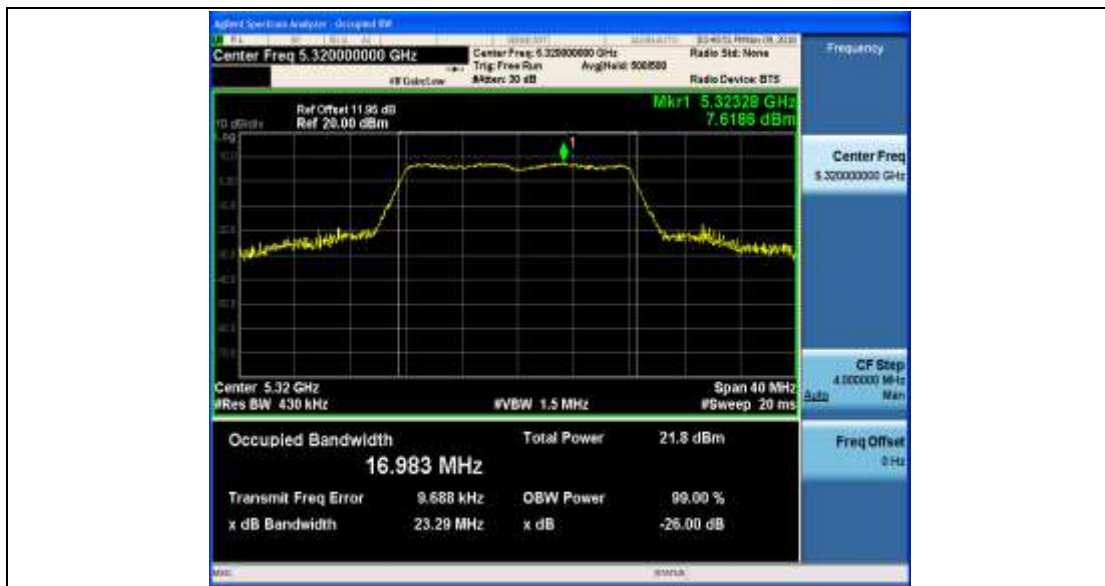 Agilent Spectrum Analyzer - Occupied BW
Center Freq 5.320000000 GHz
Center Freq: 5.320000000 GHz
Radio Std: None
Trig: Free Run
Avg|Hold: 500/500
#IFGain:Low
#Atten: 30 dB
Radio Device: BTS
Ref Offset 11.95 dB
10 dB/div
Ref 20.00 dBm
Mkr1 5.32328 GHz
7.6186 dBm
Log
1
Center 5.32 GHz
Span 40 MHz
#Res BW 430 kHz
#VBW 1.5 MHz
#Sweep 20 ms
Occupied Bandwidth
Total Power
21.8 dBm
16.983 MHz
Transmit Freq Error
9.688 kHz
OBW Power
99.00 %
x dB Bandwidth
23.29 MHz
x dB
-26.00 dB
Frequency
Center Freq
5.320000000 GHz
CF Step
4.000000 MHz
Auto
Man
Freq Offset
0 Hz
MSG
STATUS